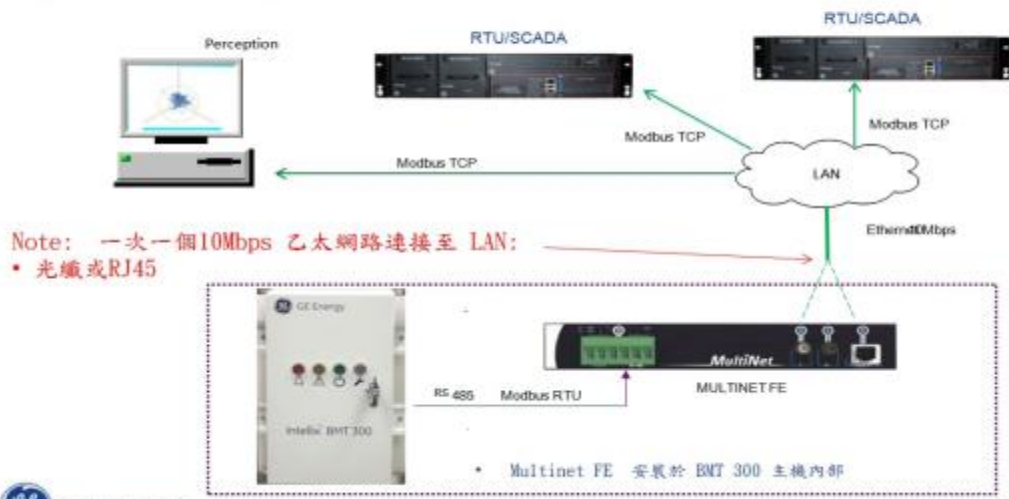 RTU/SCADA
Perception
RTU/SCADA
Modbus TCP
Modbus TCP
Modbus TCP
LAN
Note: 一次一個10Mbps 乙太網路連接至 LAN:
• 光纖或RJ45
GE Energy
MultiNet
MULTINET FE
RS 485 Modbus RTU
Intellix BMT 300
• Multinet FE 安裝於 BMT 300 主機內部